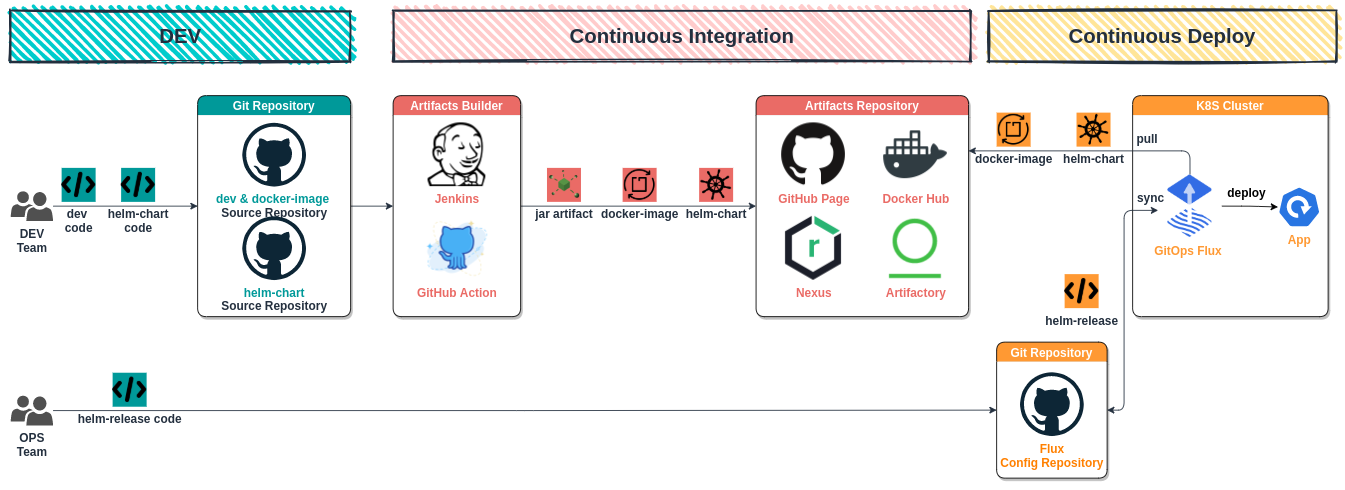 DEV
Continuous Integration
Continuous Deploy
Git Repository
dev & docker-image
Source Repository
helm-chart
Source Repository
Artifacts Builder
Jenkins
GitHub Action
Artifacts Repository
GitHub Page
Docker Hub
r
Nexus
Artifactory
K8S Cluster
pull
sync
deploy
GitOps Flux
App
DEV
Team
dev
code
helm-chart
code
jar artifact
docker-image
helm-chart
docker-image
helm-chart
helm-release
OPS
Team
helm-release code
Git Repository
Flux
Config Repository